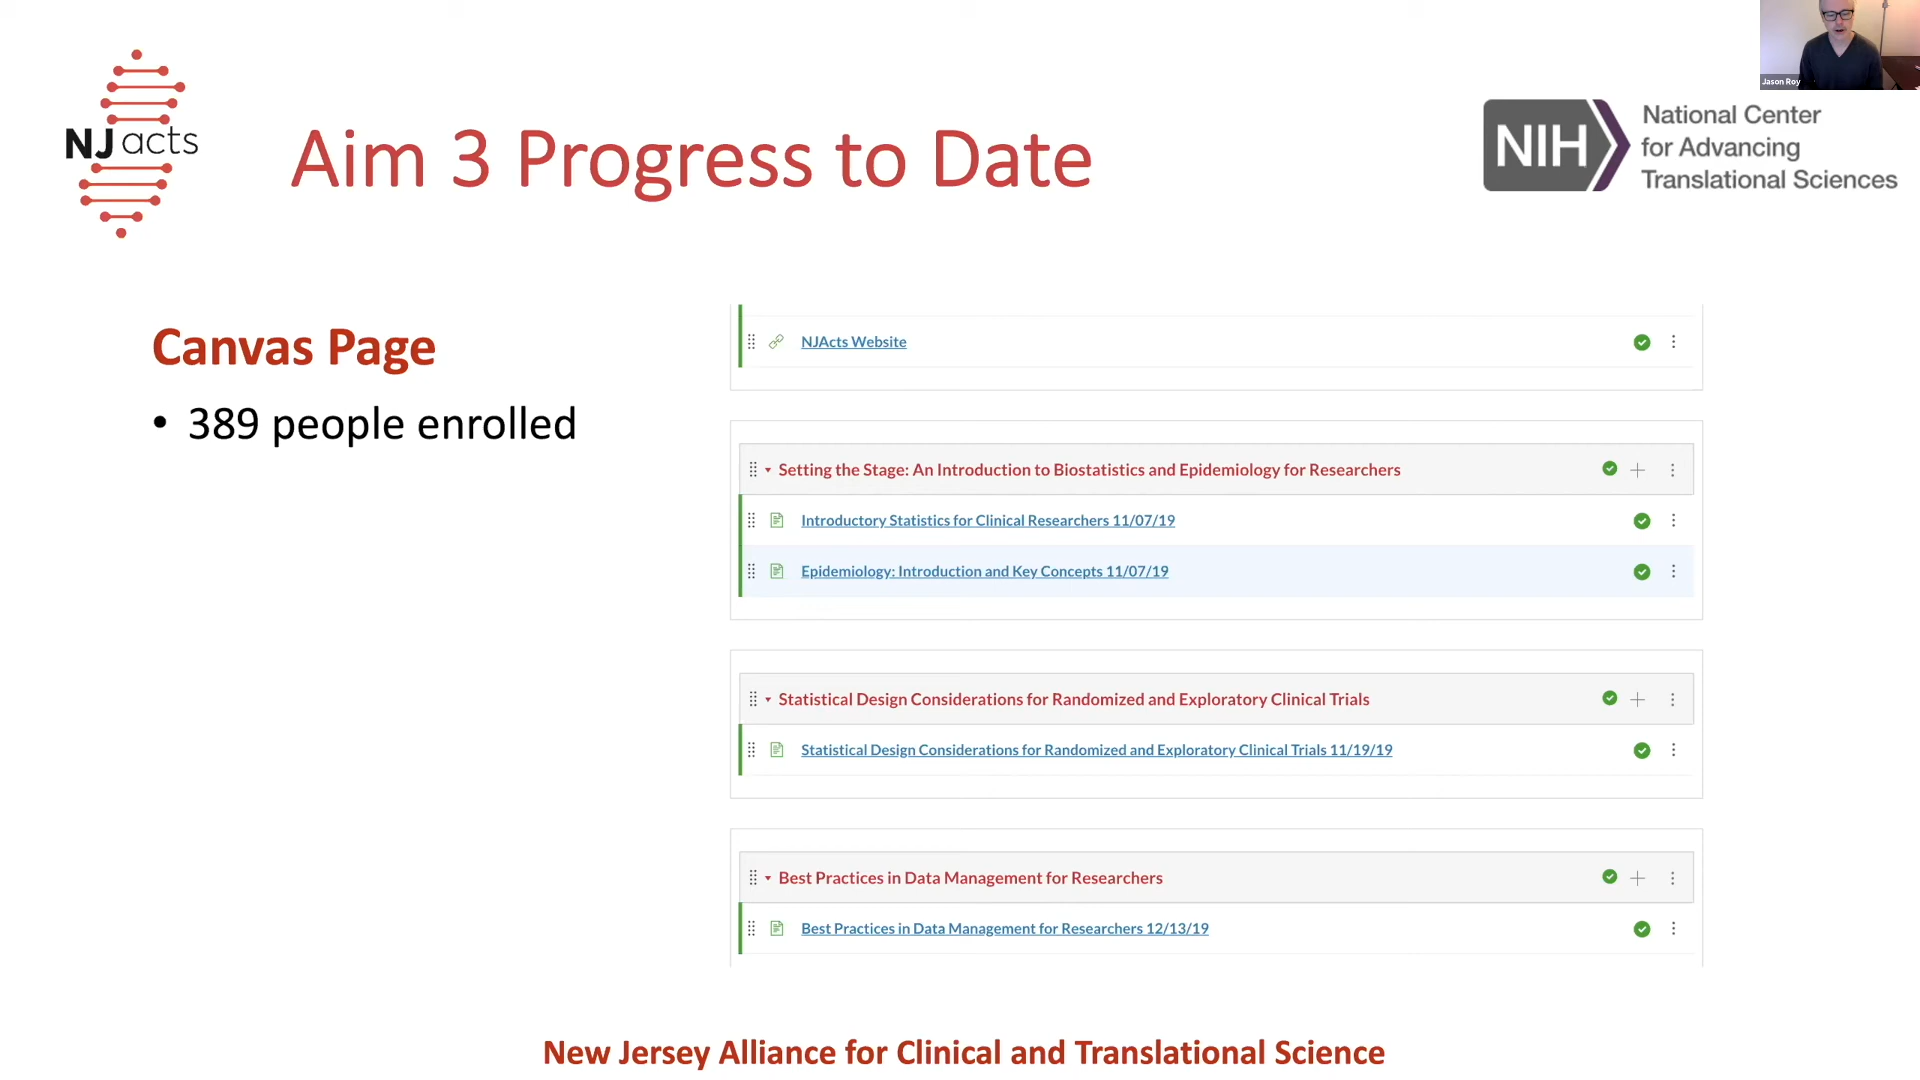 Jason Roy
NJ acts
Aim 3 Progress to Date
NIH
National Center
for Advancing
Translational Sciences
Canvas Page
• 389 people enrolled
NJActs Website
Setting the Stage: An Introduction to Biostatistics and Epidemiology for Researchers
Introductory Statistics for Clinical Researchers 11/07/19
Epidemiology: Introduction and Key Concepts 11/07/19
Statistical Design Considerations for Randomized and Exploratory Clinical Trials
Statistical Design Considerations for Randomized and Exploratory Clinical Trials 11/19/19
Best Practices in Data Management for Researchers
Best Practices in Data Management for Researchers 12/13/19
New Jersey Alliance for Clinical and Translational Science